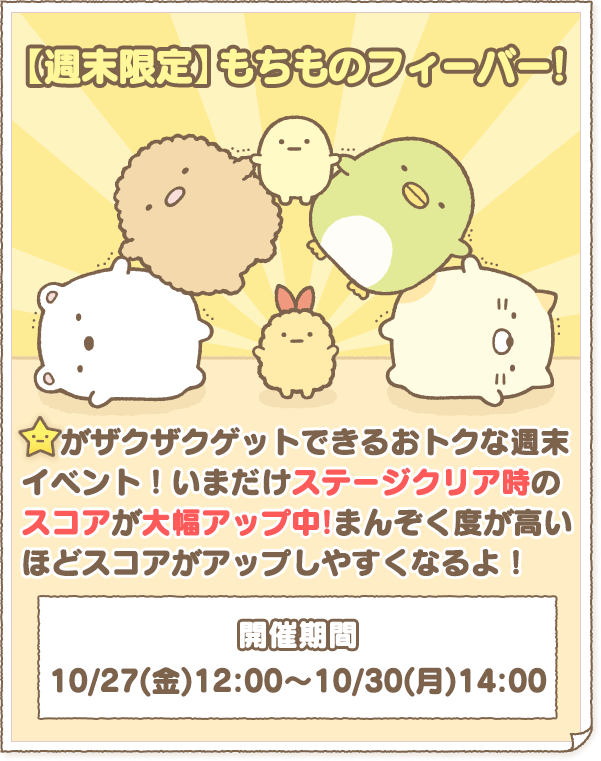 【週末限定】もちものフィーバー!
がザクザクゲットできるおトクな週末
イベント！いまだけステージクリア時の
スコアが大幅アップ中!まんぞく度が高い
ほどスコアがアップしやすくなるよ！
開催期間
10/27(金)12:00～10/30(月)14:00